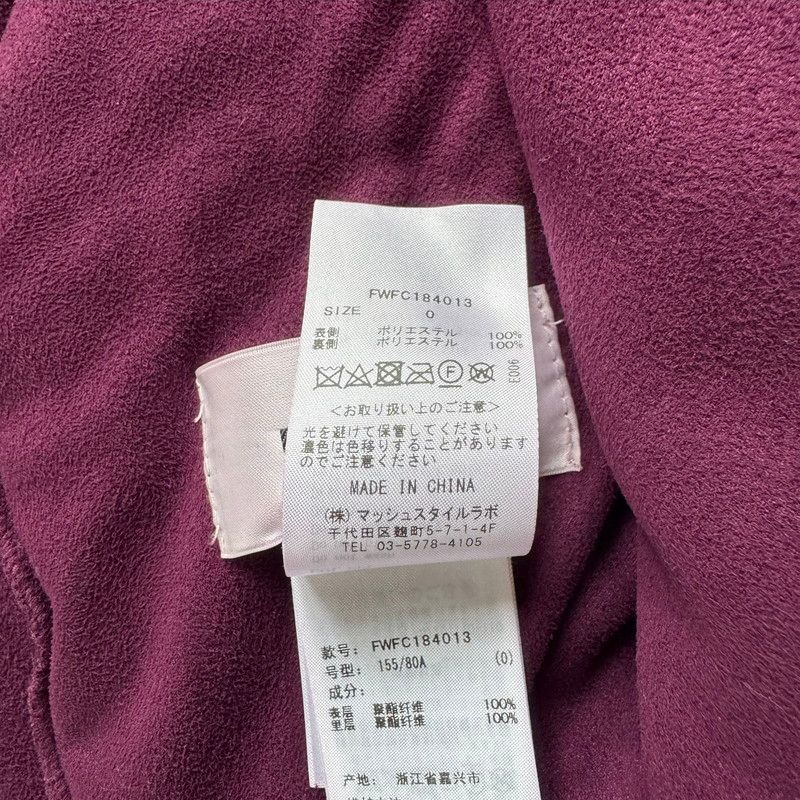 FWFC184013
SIZE 0
表側 ポリエステル 100%
裏側 ポリエステル 100%
F W
E006
<お取り扱い上のご注意>
光を避けて保管してください
濃色は色移りすることがあります
のでご注意ください
MADE IN CHINA
(株)マッシュスタイルラボ
千代田区麹町5-7-1-4F
TEL 03-5778-4105
款号: FWFC184013
号型: 155/80A (0)
成分:
表层 聚酯纤维 100%
里层 聚酯纤维 100%
产地: 浙江省嘉兴市